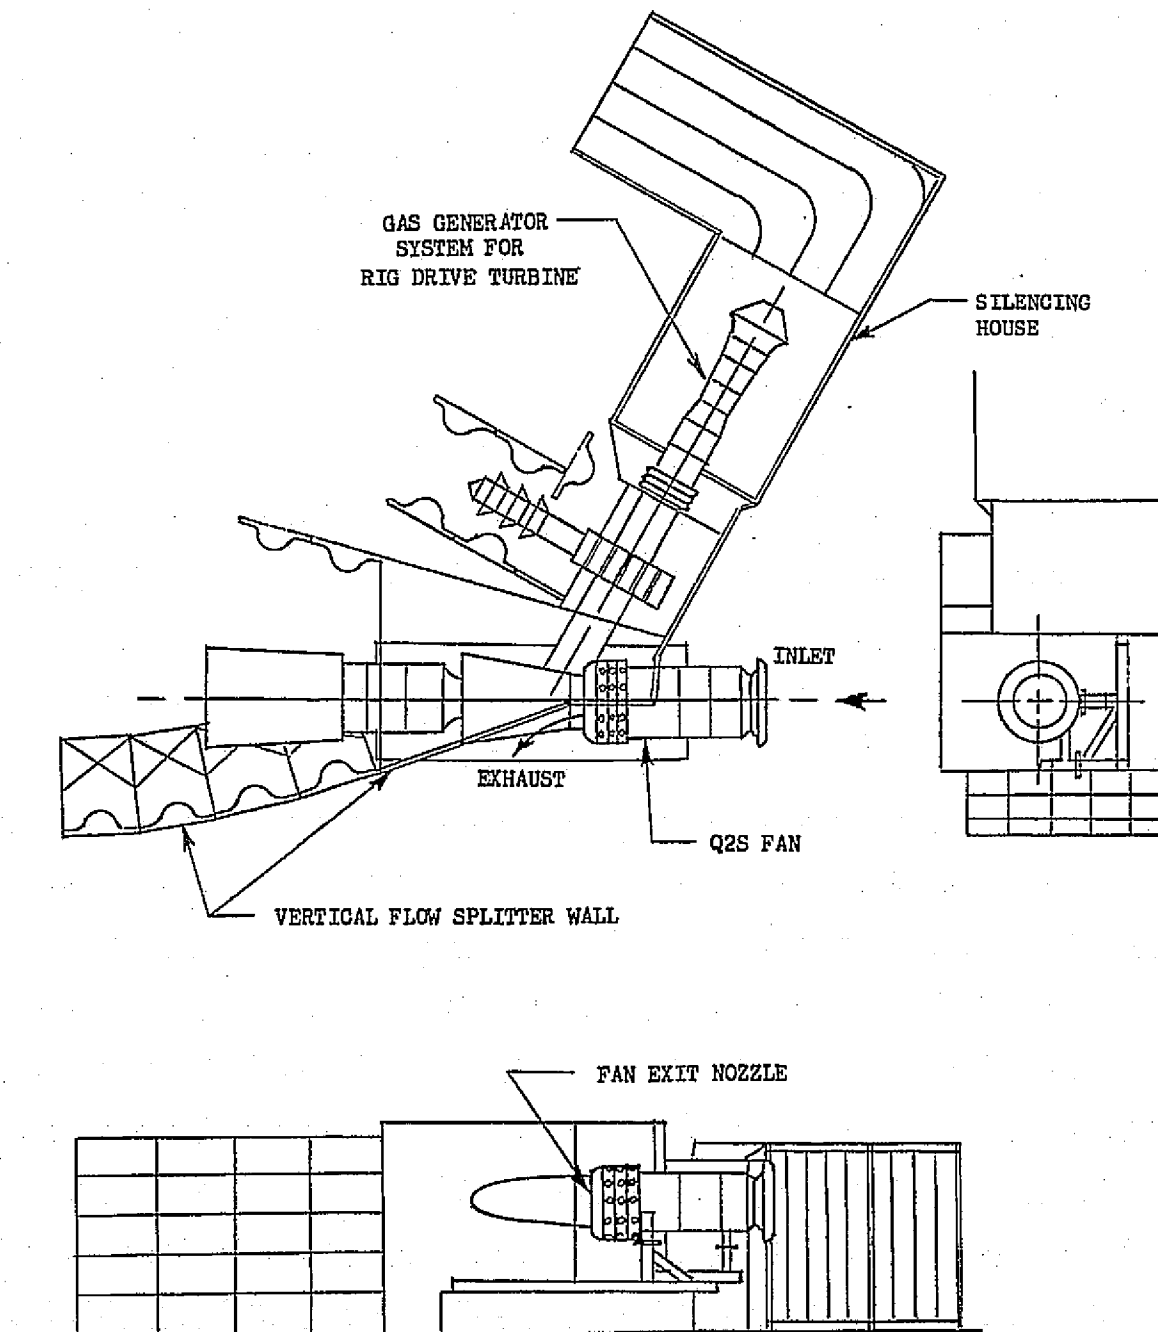 GAS GENERATOR
SYSTEM FOR
RIG DRIVE TURBINE
SILENCING
HOUSE
INLET
EXHAUST
Q2S FAN
VERTICAL FLOW SPLITTER WALL
FAN EXIT NOZZLE